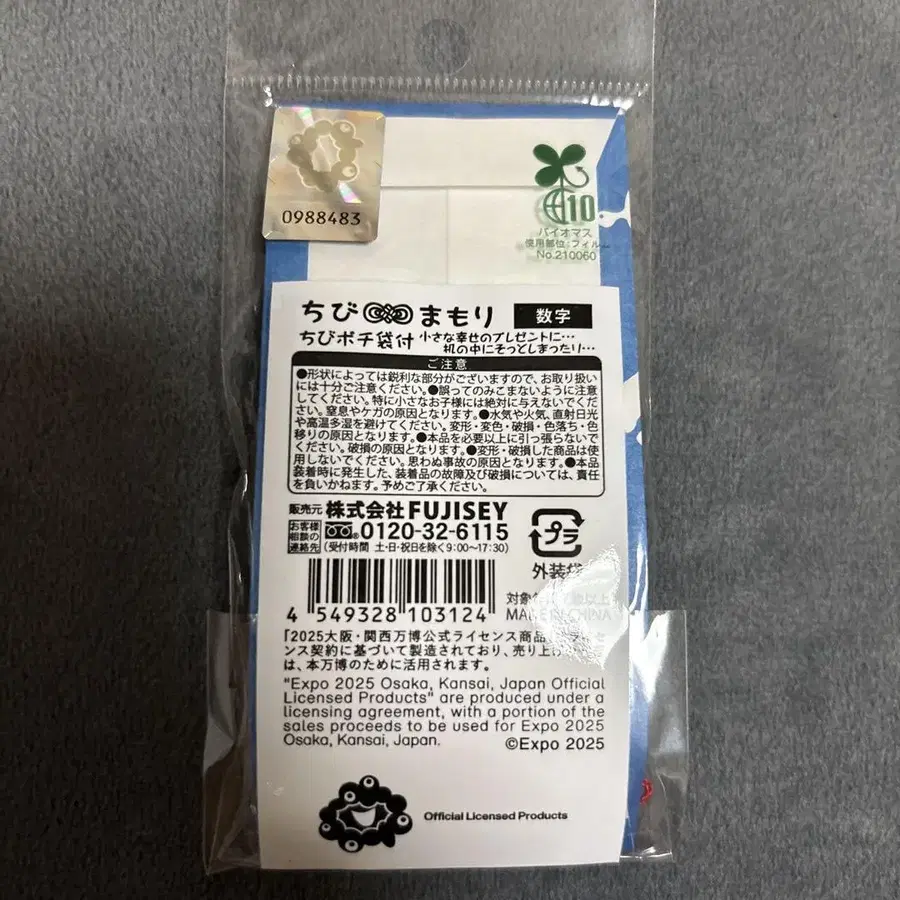 0988483
10
バイオマス
使用部位:フィルム
No.210060
ちび まもり 数字
ちびポチ袋付 小さな幸せのプレゼントに…
机の中にそっとしまったり…
ご注意
●形状によっては鋭利な部分がございますので、お取り扱い
には十分ご注意ください。●誤ってのみこまないように注意
してください。特に小さなお子様には絶対に与えないでくだ
さい。窒息やケガの原因となります。●水気や火気、直射日光
や高温多湿を避けてください。変形・変色・破損・色落ち・色
移りの原因となります。●本品を必要以上に引っ張らないで
ください。破損の原因となります。●変形・破損した商品は使
用しないでください。思わぬ事故の原因となります。●本品
装着時に発生した、装着品の故障及び破損については、責任
を負いかねます。予めご了承ください。
販売元 株式会社FUJISEY
お客様
相談の
連絡先
0120-32-6115
(受付時間 土・日・祝日を除く9:00~17:30)
プラ
外装袋
4 549328 103124
対象
以上
MADE IN CHINA
「2025大阪・関西万博公式ライセンス商品
ンス契約に基づいて製造されており、売り上げ
は、本万博のために活用されます。
"Expo 2025 Osaka, Kansai, Japan Official
Licensed Products" are produced under a
licensing agreement, with a portion of the
sales proceeds to be used for Expo 2025
Osaka, Kansai, Japan.
©Expo 2025
Official Licensed Products